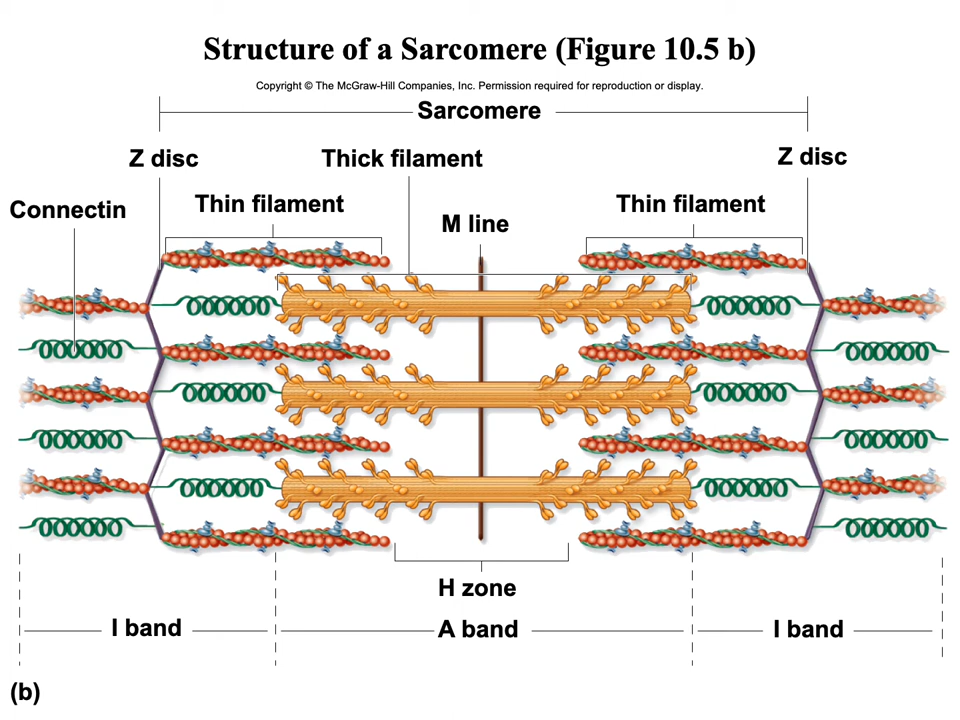 Structure of a Sarcomere (Figure 10.5 b)
Copyright © The McGraw-Hill Companies, Inc. Permission required for reproduction or display.
Sarcomere
Z disc
Thick filament
Z disc
Connectin
Thin filament
M line
Thin filament
H zone
I band
A band
I band
(b)